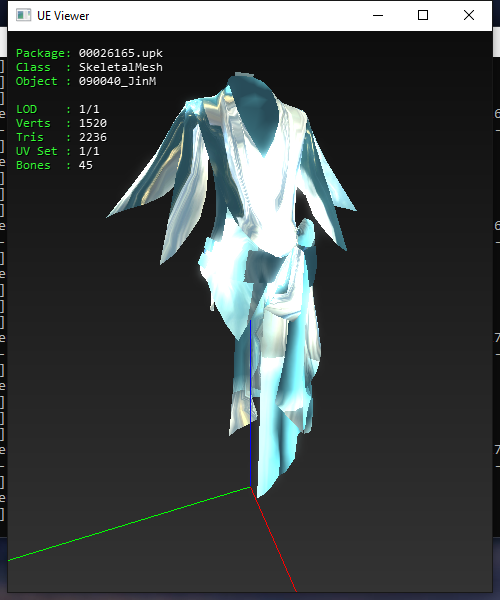 UE Viewer
Package: 00026165.upk
Class  : SkeletalMesh
Object : 090040_JinM
LOD    : 1/1
Verts  : 1520
Tris   : 2236
UV Set : 1/1
Bones  : 45